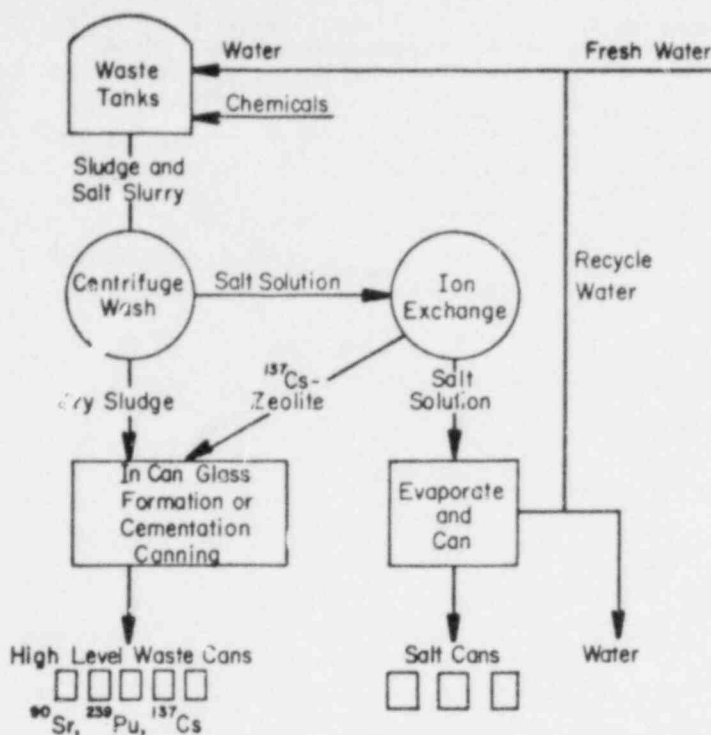 Waste
Tanks
Water
Fresh Water
Chemicals
Sludge and
Salt Slurry
Centrifuge
Wash
Salt Solution
Ion
Exchange
Recycle
Water
Sludge
¹³⁷Cs-
Zeolite
Salt
Solution
In Can Glass
Formation or
Cementation
Canning
Evaporate
and
Can
High Level Waste Cans
Salt Cans
Water
⁹⁰Sr, ²³⁹Pu, ¹³⁷Cs